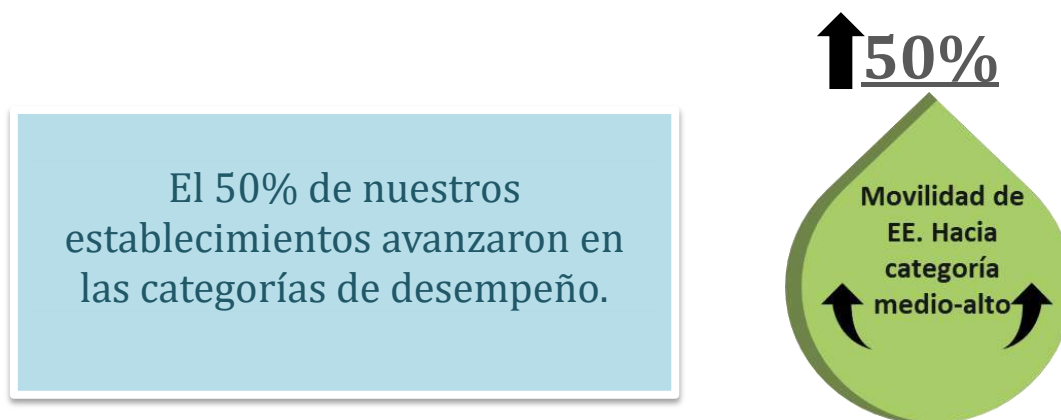 50%
El 50% de nuestros
establecimientos avanzaron en
las categorías de desempeño.
Movilidad de
EE. Hacia
categoría
medio-alto